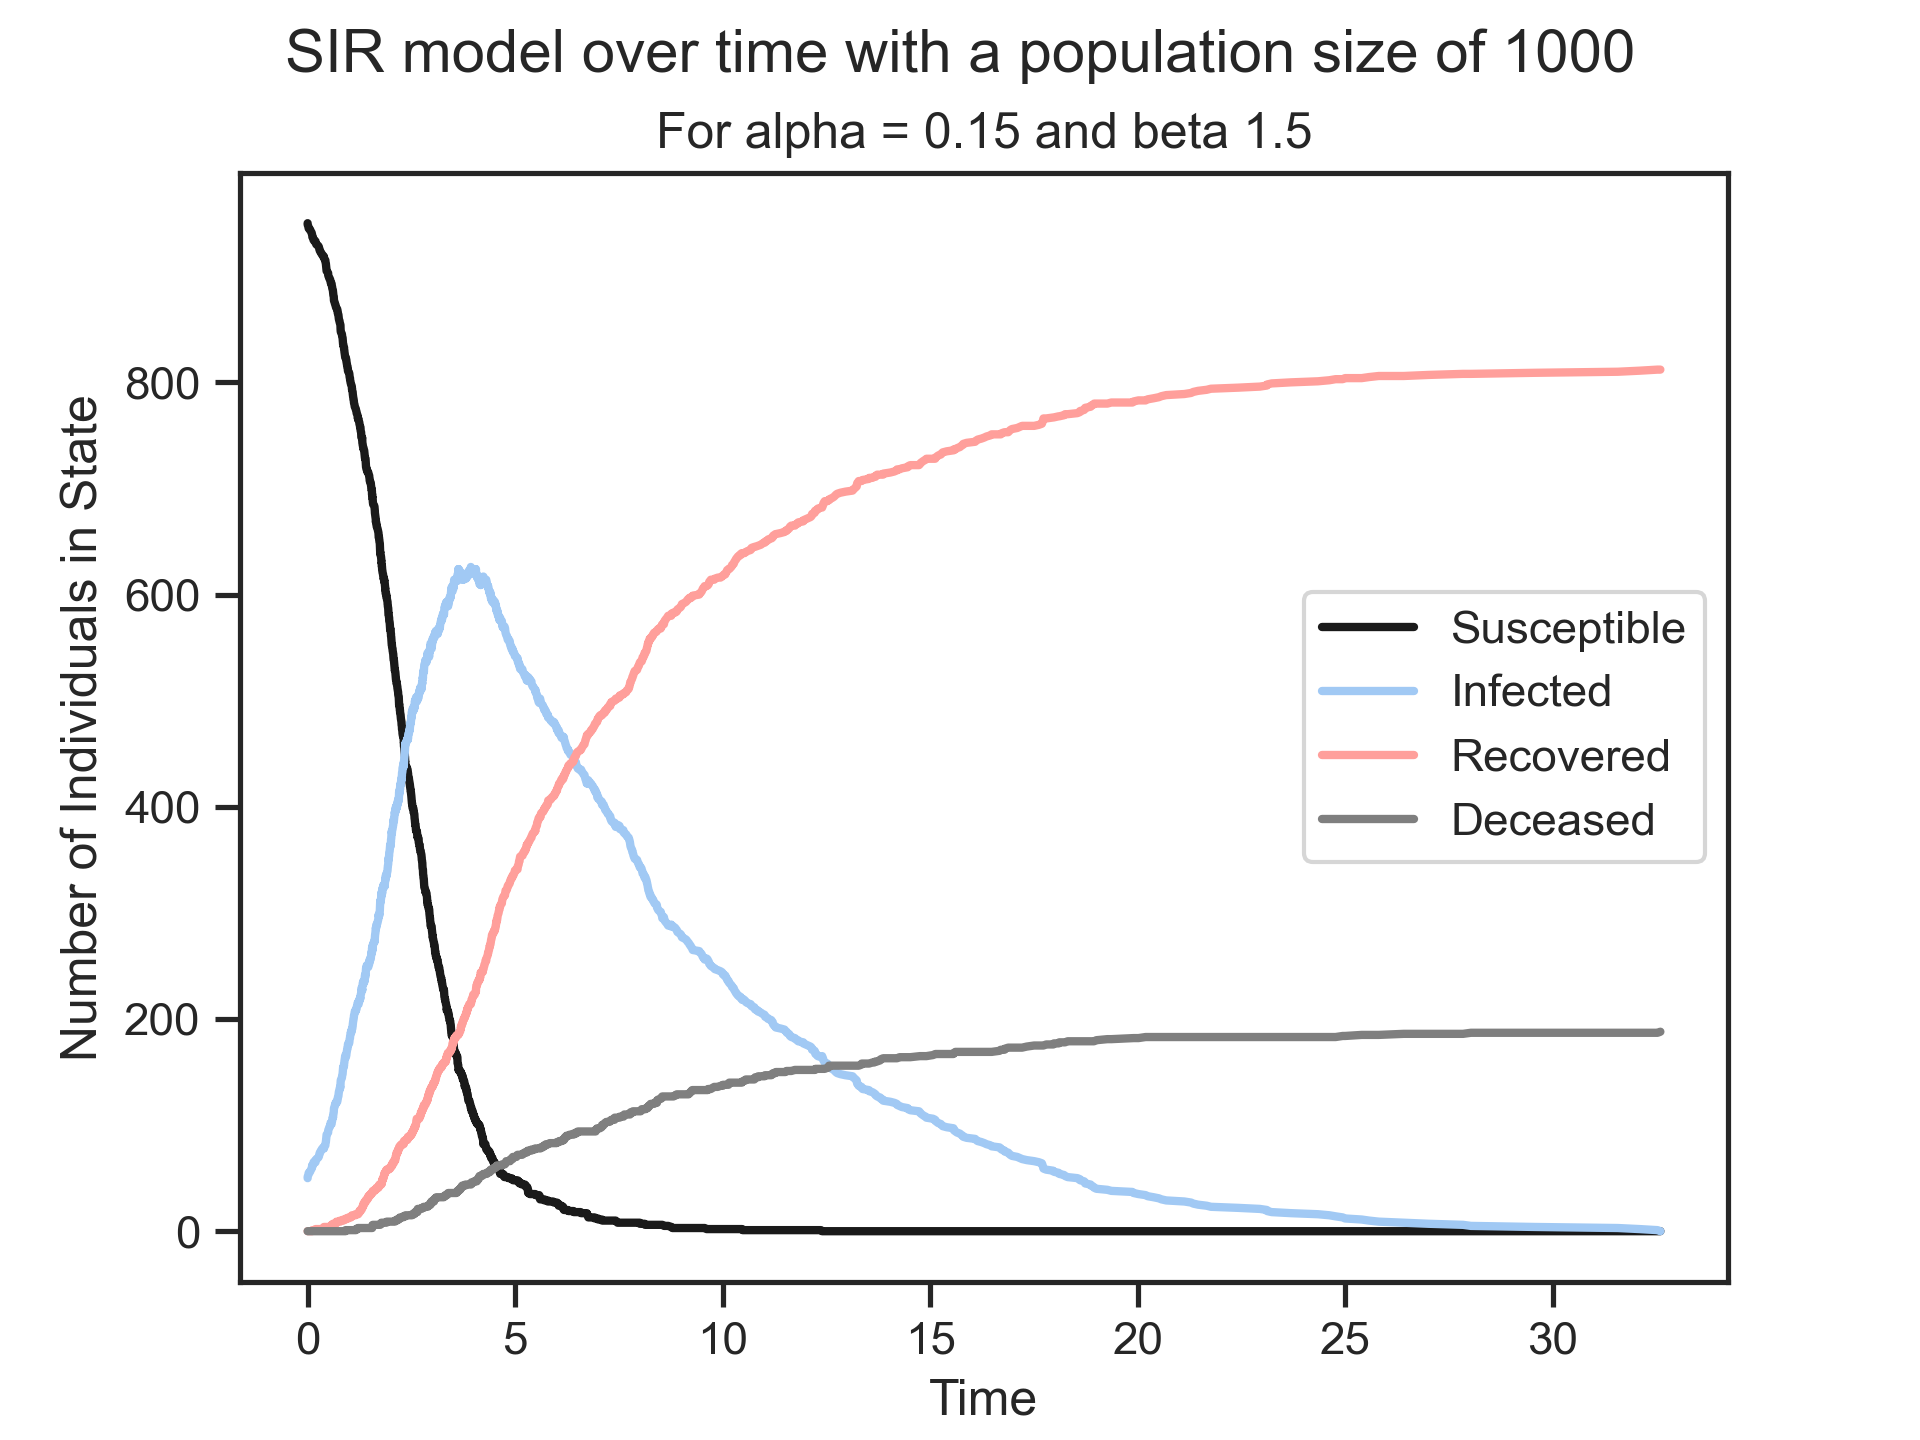 SIR model over time with a population size of 1000
For alpha = 0.15 and beta 1.5
Number of Individuals in State
800
600
400
200
0
Susceptible
Infected
Recovered
Deceased
0 5 10 15 20 25 30
Time